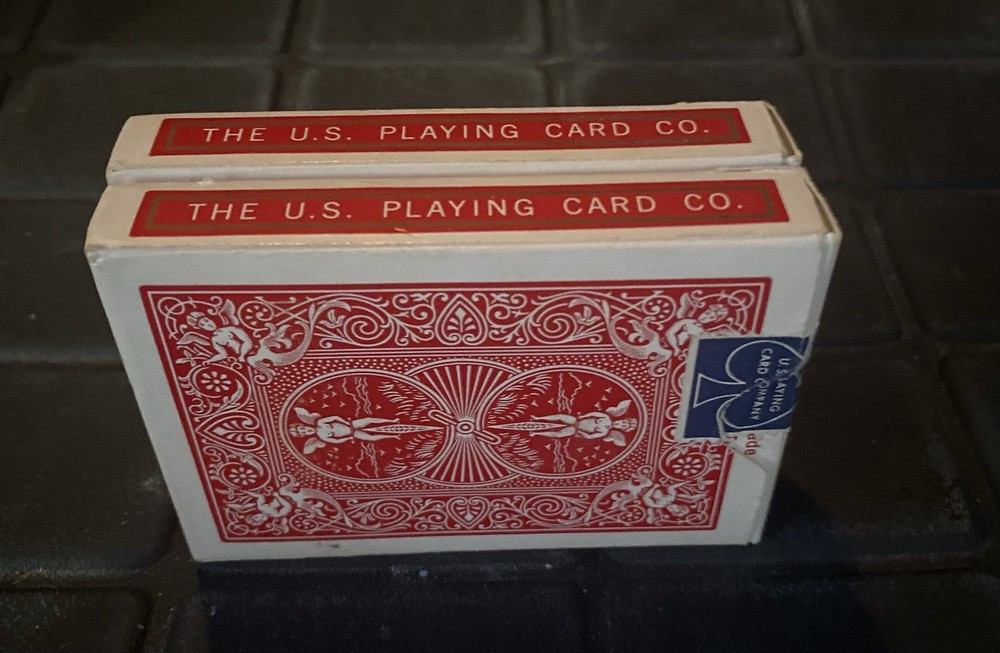 THE U.S. PLAYING CARD CO.
THE U.S. PLAYING CARD CO.
U.S. PLAYING
CARD COMPANY